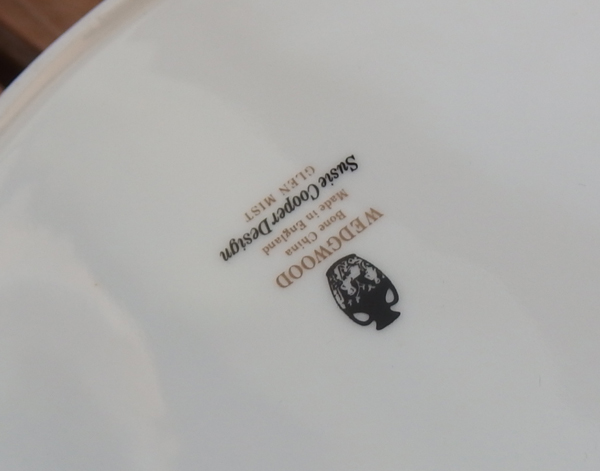 WEDGWOOD
Bone China
Made in England
Susie Cooper Design
GLEN MIST